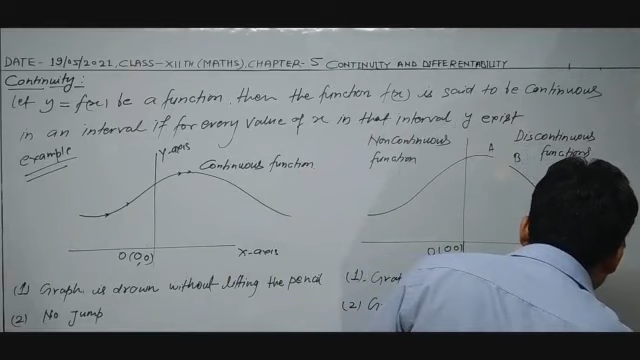 DATE- 19/05/2021, CLASS-XIITH (MATHS), CHAPTER- 5 CONTINUITY AND DIFFERENTABILITY
Continuity:
Let y = f(x) be a function. then the function f(x) is said to be continuous
in an interval if for every value of x in that interval y exist
example
Y-axis
Continuous function
O(0,0)
X-axis
(1) Graph is drawn without lifting the pencil
(2) No Jump
Non Continuous
function
Discontinuous
functions
A
B
(1). Gra
(2) G